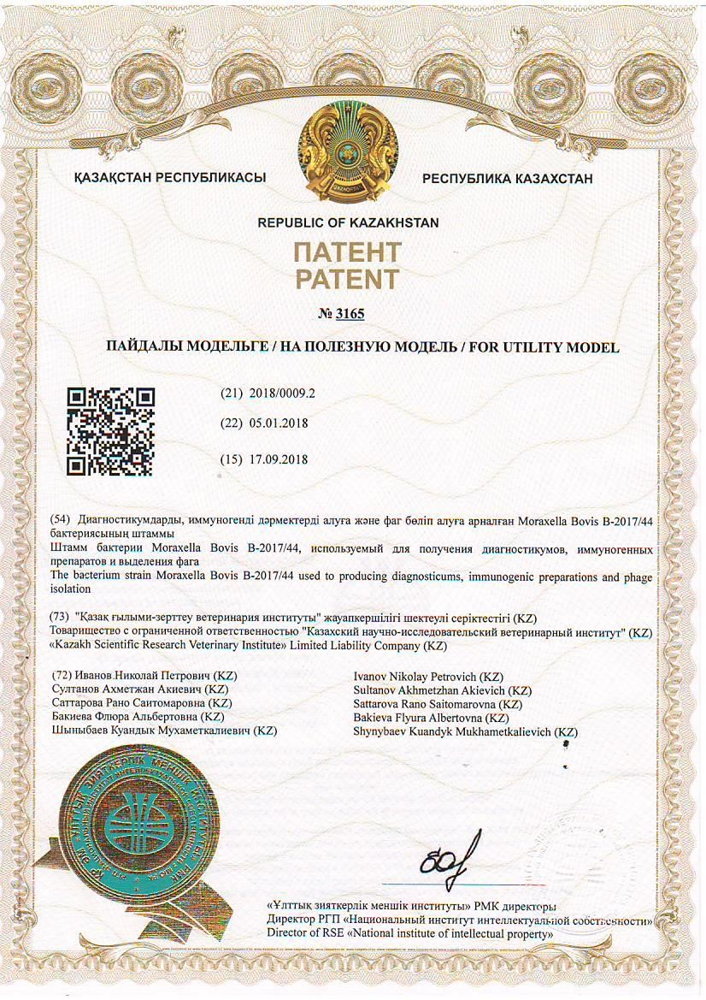 ҚАЗАҚСТАН РЕСПУБЛИКАСЫ
РЕСПУБЛИКА КАЗАХСТАН
QAZAQSTAN
REPUBLIC OF KAZAKHSTAN
ПАТЕНТ
PATENT
№ 3165
ПАЙДАЛЫ МОДЕЛЬГЕ / НА ПОЛЕЗНУЮ МОДЕЛЬ / FOR UTILITY MODEL
(21) 2018/0009.2
(22) 05.01.2018
(15) 17.09.2018
(54) Диагностикумдарды, иммуногенді дәрмектерді алуға және фаг бөліп алуға арналған Moraxella Bovis B-2017/44
бактериясының штаммы
Штамм бактерии Moraxella Bovis B-2017/44, используемый для получения диагностикумов, иммуногенных
препаратов и выделения фага
The bacterium strain Moraxella Bovis B-2017/44 used to producing diagnosticums, immunogenic preparations and phage
isolation
(73) "Қазақ ғылыми-зерттеу ветеринария институты" жауапкершілігі шектеулі серіктестігі (KZ)
Товарищество с ограниченной ответственностью "Казахский научно-исследовательский ветеринарный институт" (KZ)
«Kazakh Scientific Research Veterinary Institute» Limited Liability Company (KZ)
(72) Иванов Николай Петрович (KZ)
Султанов Ахметжан Акиевич (KZ)
Саттарова Рано Саитомаровна (KZ)
Бакиева Флюра Альбертовна (KZ)
Шыныбаев Куандык Мухаметкалиевич (KZ)
Ivanov Nikolay Petrovich (KZ)
Sultanov Akhmetzhan Akievich (KZ)
Sattarova Rano Saitomarovna (KZ)
Bakieva Flyura Albertovna (KZ)
Shynybaev Kuandyk Mukhametkalievich (KZ)
ҚР ӘМ "ҰЛТТЫҚ ЗИЯТКЕРЛІК МЕНШІК ИНСТИТУТЫ" РМК
«Ұлттық зияткерлік меншік институты» РМК директоры
Директор РГП «Национальный институт интеллектуальной собственности»
Director of RSE «National institute of intellectual property»